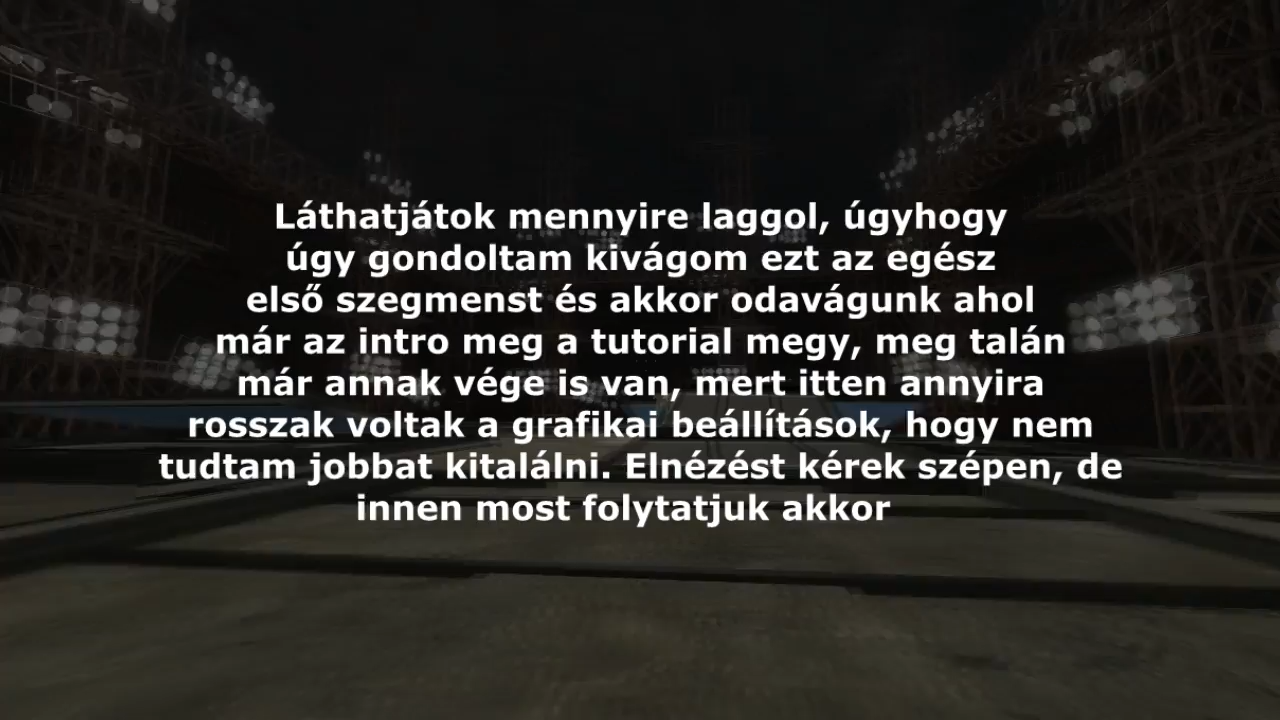 Láthatjátok mennyire laggol, úgyhogy
úgy gondoltam kivágom ezt az egész
első szegmenst és akkor odavágunk ahol
már az intro meg a tutorial megy, meg talán
már annak vége is van, mert itten annyira
rosszak voltak a grafikai beállítások, hogy nem
tudtam jobbat kitalálni. Elnézést kérek szépen, de
innen most folytatjuk akkor